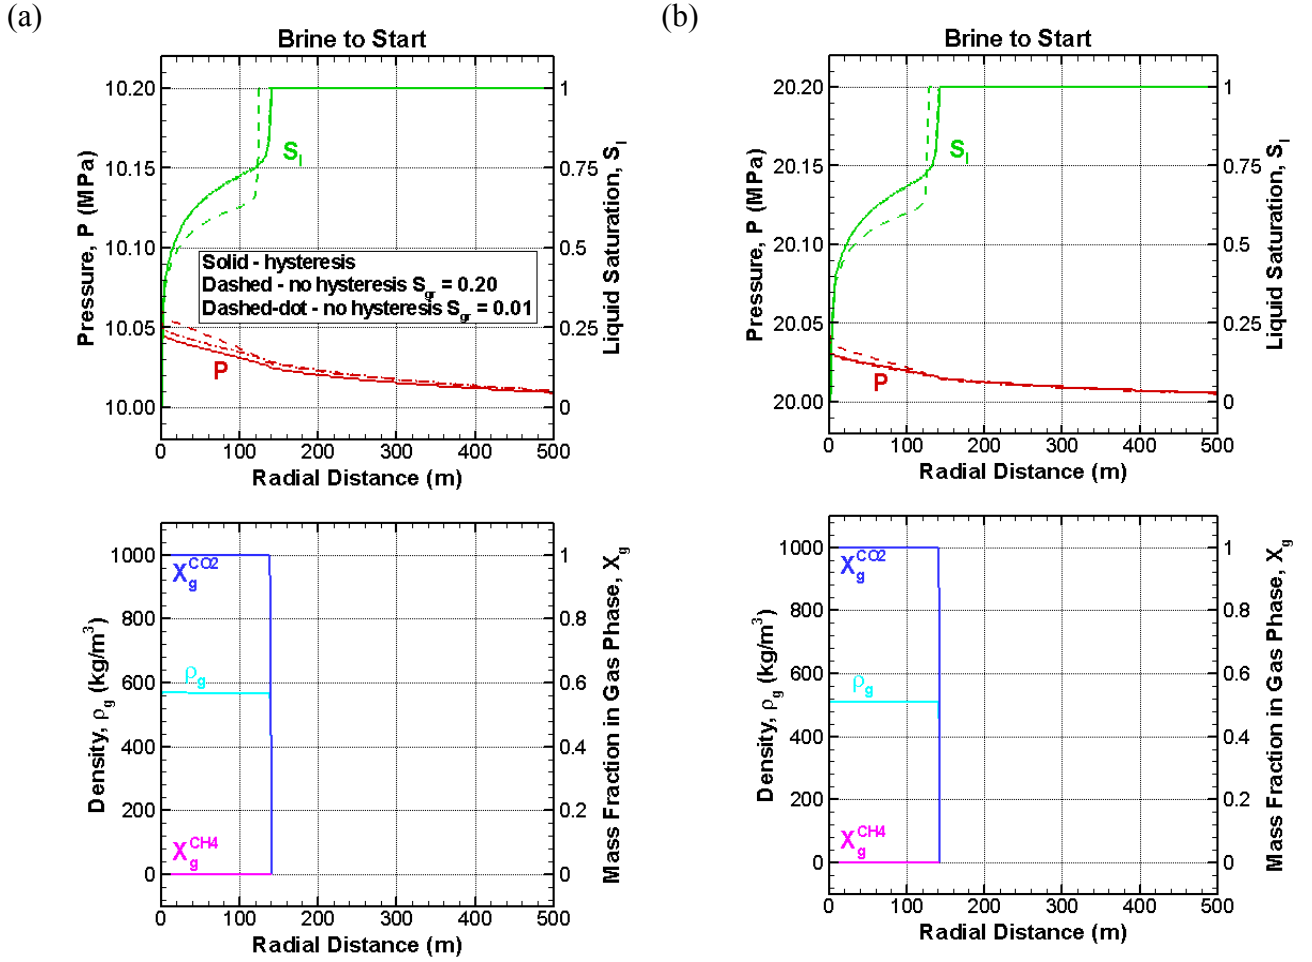 (a)
Brine to Start
Pressure, P (MPa)
10.20
10.15
10.10
10.05
10.00
S_l
Solid - hysteresis
Dashed - no hysteresis S_gr = 0.20
Dashed-dot - no hysteresis S_gr = 0.01
P
1
0.75
0.5
0.25
0
Liquid Saturation, S_l
0 100 200 300 400 500
Radial Distance (m)
(b)
Brine to Start
Pressure, P (MPa)
20.20
20.15
20.10
20.05
20.00
S_l
P
1
0.75
0.5
0.25
0
Liquid Saturation, S_l
0 100 200 300 400 500
Radial Distance (m)
Density, ρ_g (kg/m³)
1000
800
600
400
200
0
X_g^CO2
ρ_g
X_g^CH4
1
0.8
0.6
0.4
0.2
0
Mass Fraction in Gas Phase, X_g
0 100 200 300 400 500
Radial Distance (m)
Density, ρ_g (kg/m³)
1000
800
600
400
200
0
X_g^CO2
ρ_g
X_g^CH4
1
0.8
0.6
0.4
0.2
0
Mass Fraction in Gas Phase, X_g
0 100 200 300 400 500
Radial Distance (m)